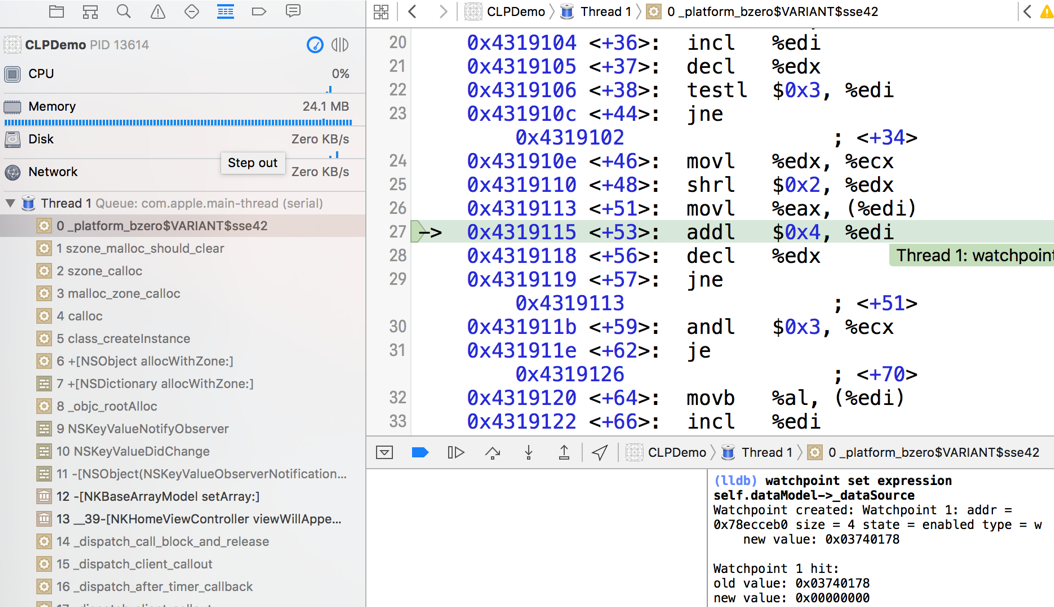 CLPDemo 〉 Thread 1 〉 0 _platform_bzero$VARIANT$sse42
CLPDemo PID 13614
CPU 0%
Memory 24.1 MB
Disk Zero KB/s
Step out
Network Zero KB/s
Thread 1 Queue: com.apple.main-thread (serial)
0 _platform_bzero$VARIANT$sse42
1 szone_malloc_should_clear
2 szone_calloc
3 malloc_zone_calloc
4 calloc
5 class_createInstance
6 +[NSObject allocWithZone:]
7 +[NSDictionary allocWithZone:]
8 _objc_rootAlloc
9 NSKeyValueNotifyObserver
10 NSKeyValueDidChange
11 -[NSObject(NSKeyValueObserverNotification...
12 -[NKBaseArrayModel setArray:]
13 __39-[NKHomeViewController viewWillAppe...
14 _dispatch_call_block_and_release
15 _dispatch_client_callout
16 _dispatch_after_timer_callback
20 0x4319104 <+36>: incl %edi
21 0x4319105 <+37>: decl %edx
22 0x4319106 <+38>: testl $0x3, %edi
23 0x431910c <+44>: jne
0x4319102 ; <+34>
24 0x431910e <+46>: movl %edx, %ecx
25 0x4319110 <+48>: shrl $0x2, %edx
26 0x4319113 <+51>: movl %eax, (%edi)
27 -> 0x4319115 <+53>: addl $0x4, %edi
Thread 1: watchpoint
28 0x4319118 <+56>: decl %edx
29 0x4319119 <+57>: jne
0x4319113 ; <+51>
30 0x431911b <+59>: andl $0x3, %ecx
31 0x431911e <+62>: je
0x4319126 ; <+70>
32 0x4319120 <+64>: movb %al, (%edi)
33 0x4319122 <+66>: incl %edi
CLPDemo 〉 Thread 1 〉 0 _platform_bzero$VARIANT$sse42
(lldb) watchpoint set expression
self.dataModel->_dataSource
Watchpoint created: Watchpoint 1: addr =
0x78ecceb0 size = 4 state = enabled type = w
new value: 0x03740178
Watchpoint 1 hit:
old value: 0x03740178
new value: 0x00000000